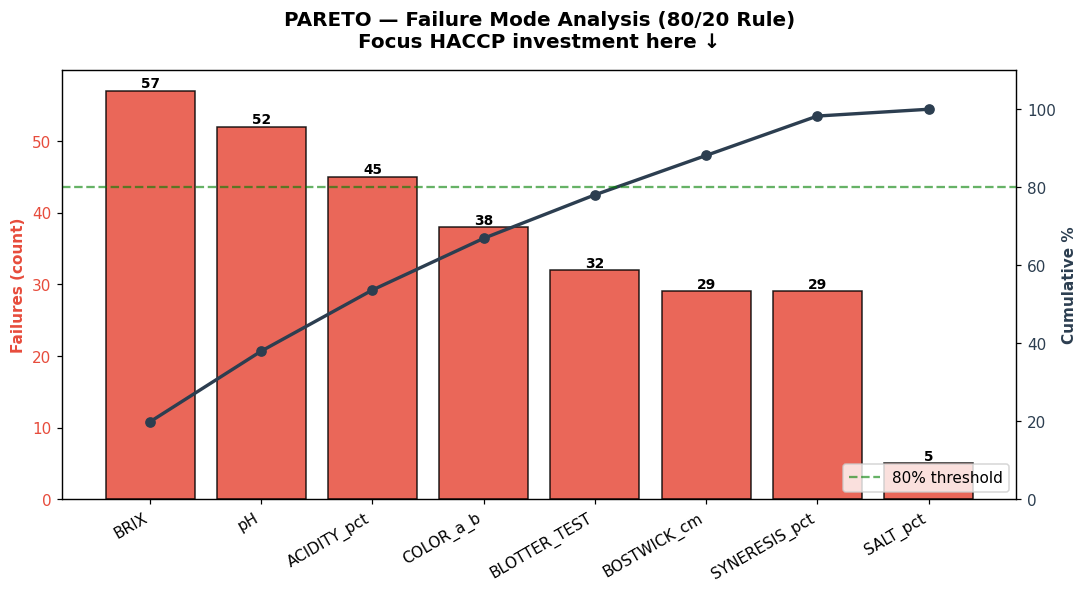 PARETO — Failure Mode Analysis (80/20 Rule)
Focus HACCP investment here ↓
Failures (count)
50
40
30
20
10
0
57
52
45
38
32
29
29
5
100
80
60
40
20
0
Cumulative %
80% threshold
BRIX
pH
ACIDITY_pct
COLOR_a_b
BLOTTER_TEST
BOSTWICK_cm
SYNERESIS_pct
SALT_pct